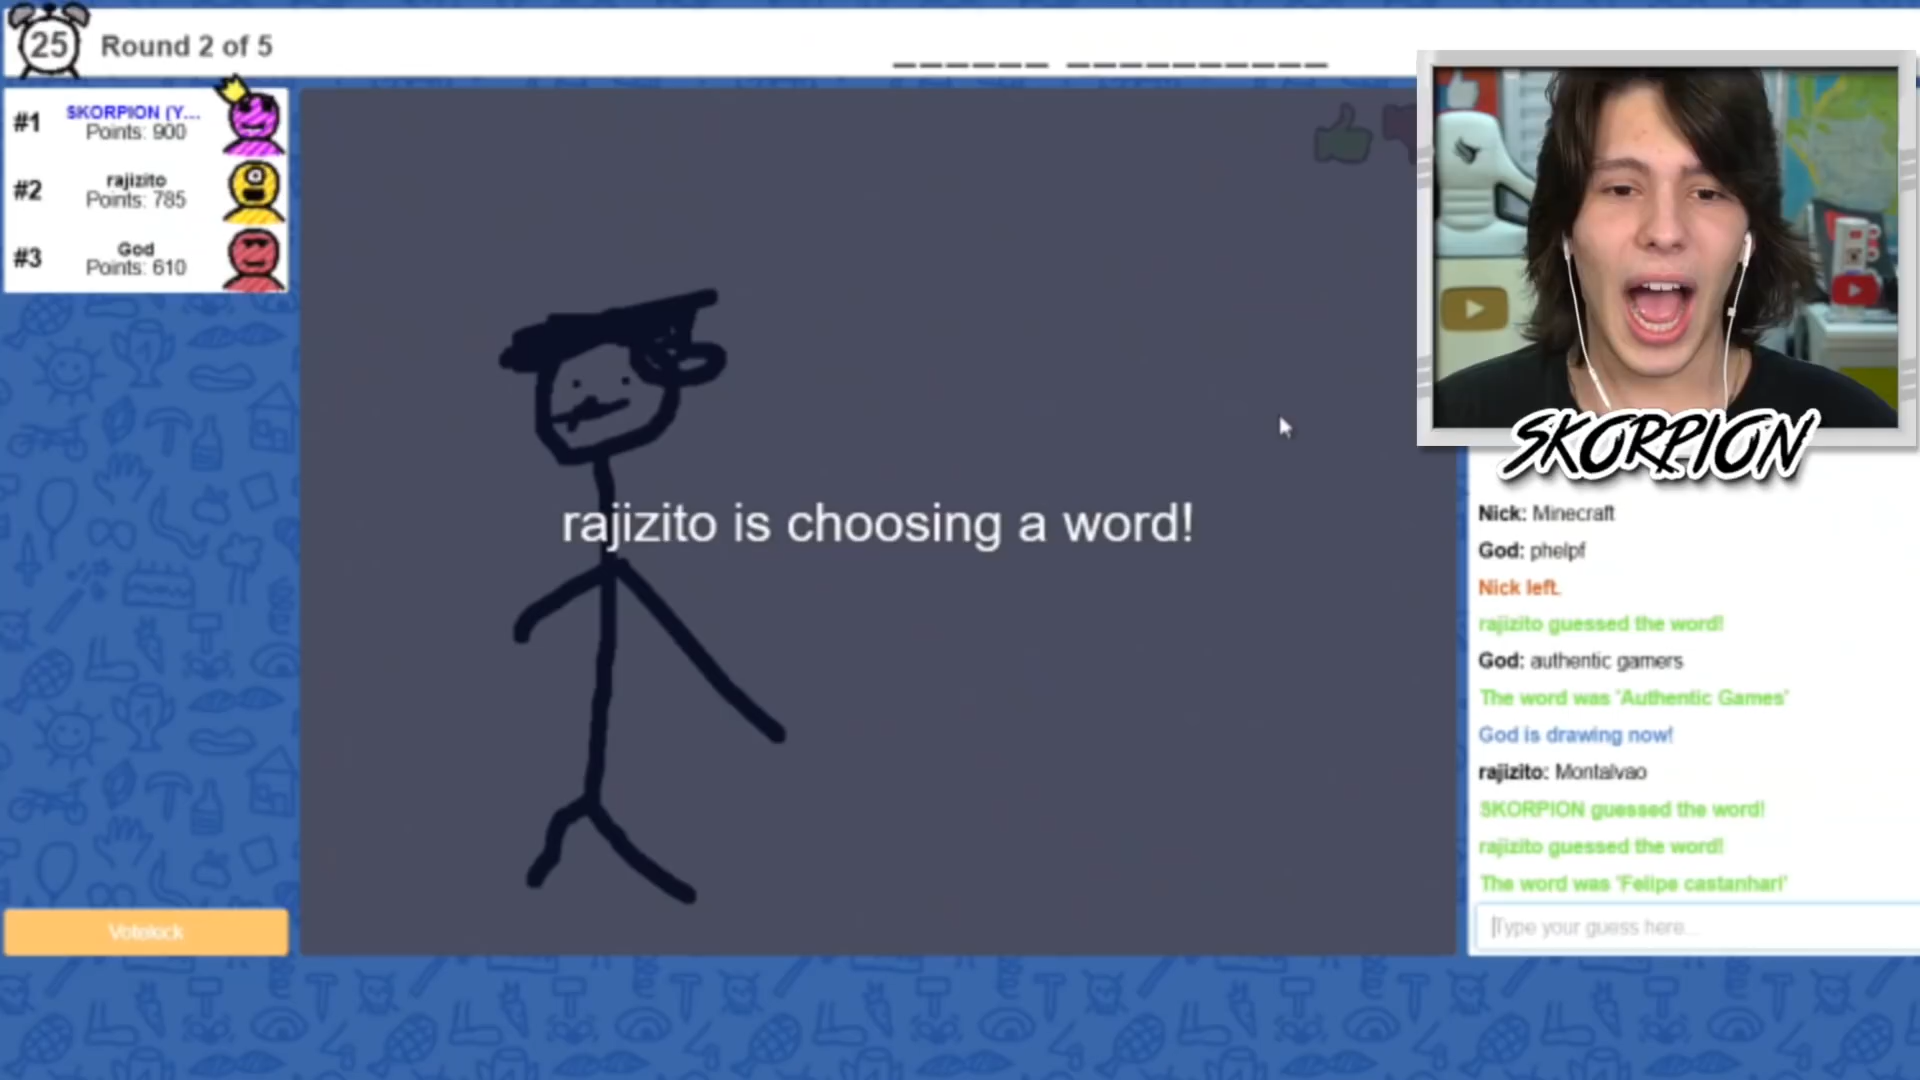 25
Round 2 of 5
______ __________
#1
SKORPION (Y....
Points: 900
#2
rajizito
Points: 785
#3
God
Points: 610
rajizito is choosing a word!
SKORPION
Nick: Minecraft
God: phelpf
Nick left.
rajizito guessed the word!
God: authentic gamers
The word was 'Authentic Games'
God is drawing now!
rajizito: Montalvao
SKORPION guessed the word!
rajizito guessed the word!
The word was 'Felipe castanhari'
Type your guess here...
Votekick